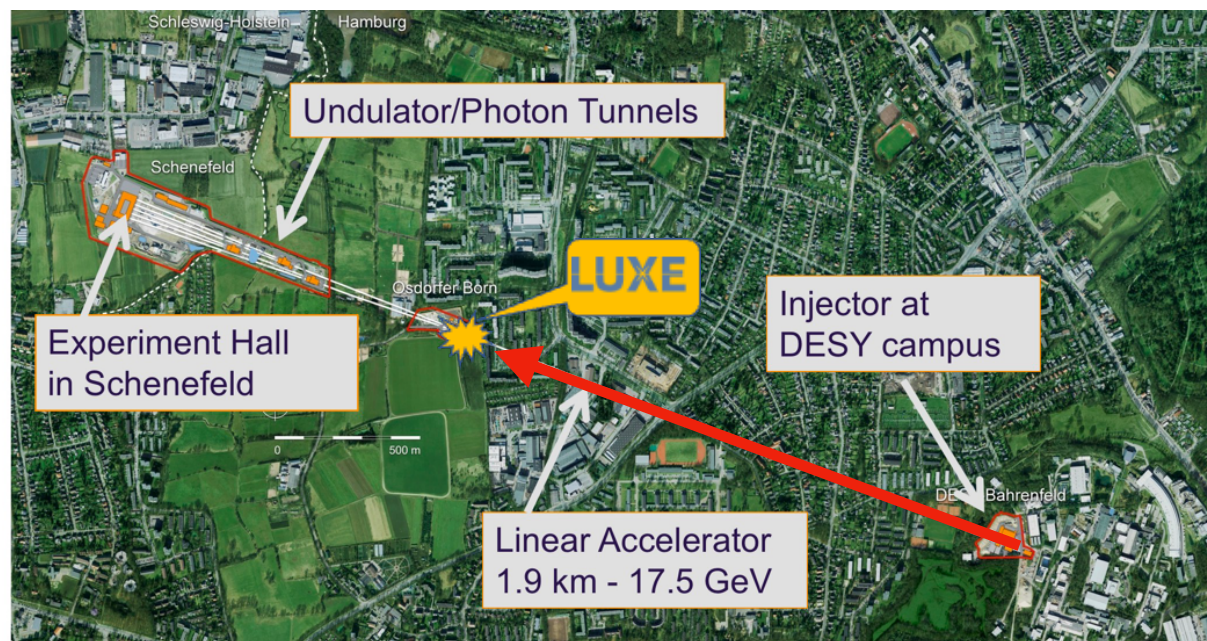 Schleswig-Holstein
Hamburg
Undulator/Photon Tunnels
Schenefeld
LUXE
Osdorfer Born
Injector at
DESY campus
Experiment Hall
in Schenefeld
0
500 m
Bahrenfeld
Linear Accelerator
1.9 km - 17.5 GeV